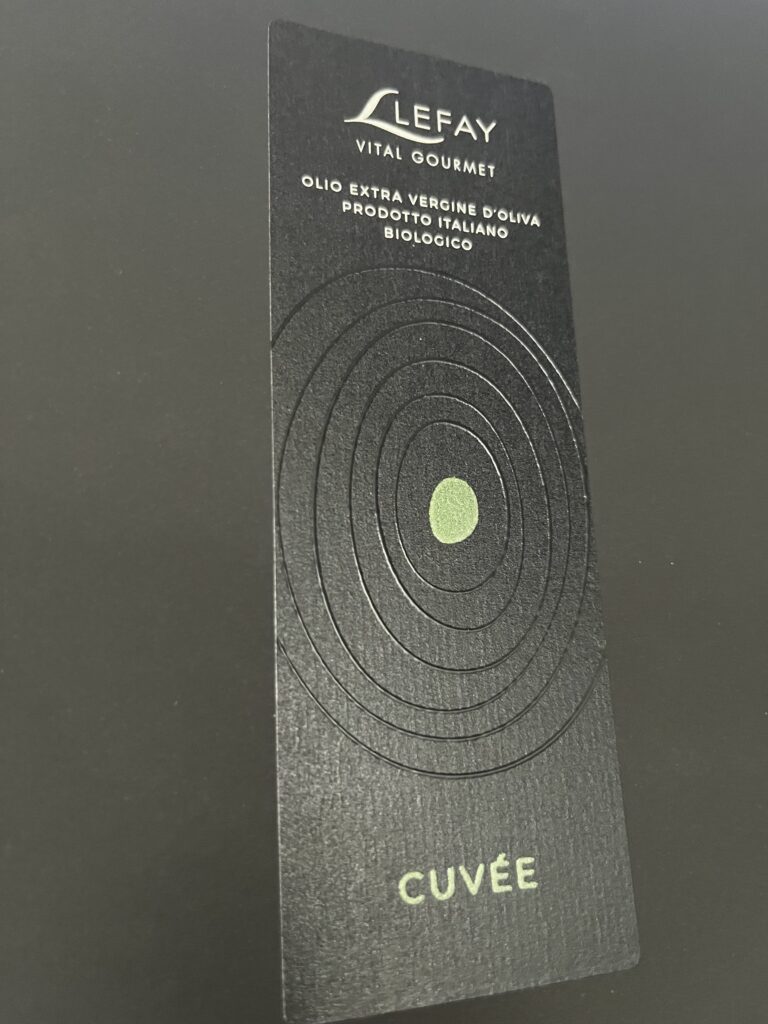 LEFAY
VITAL GOURMET
OLIO EXTRA VERGINE D'OLIVA
PRODOTTO ITALIANO
BIOLOGICO
CUVÉE